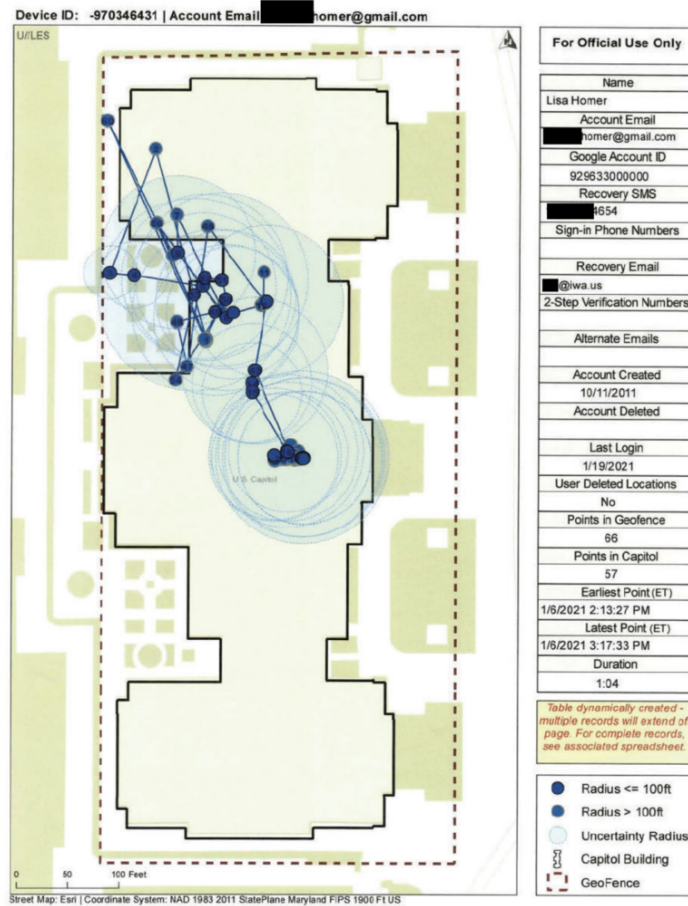 Device ID: -970346431 | Account Email homer@gmail.com
U//LES
U.S. Capitol
0 50 100 Feet
Street Map: Esri | Coordinate System: NAD 1983 2011 StatePlane Maryland FIPS 1900 Ft US
For Official Use Only
Name
Lisa Homer
Account Email
homer@gmail.com
Google Account ID
929633000000
Recovery SMS
4654
Sign-in Phone Numbers
Recovery Email
@iwa.us
2-Step Verification Numbers
Alternate Emails
Account Created
10/11/2011
Account Deleted
Last Login
1/19/2021
User Deleted Locations
No
Points in Geofence
66
Points in Capitol
57
Earliest Point (ET)
1/6/2021 2:13:27 PM
Latest Point (ET)
1/6/2021 3:17:33 PM
Duration
1:04
Table dynamically created -
multiple records will extend of
page. For complete records,
see associated spreadsheet.
Radius <= 100ft
Radius > 100ft
Uncertainty Radius
Capitol Building
GeoFence